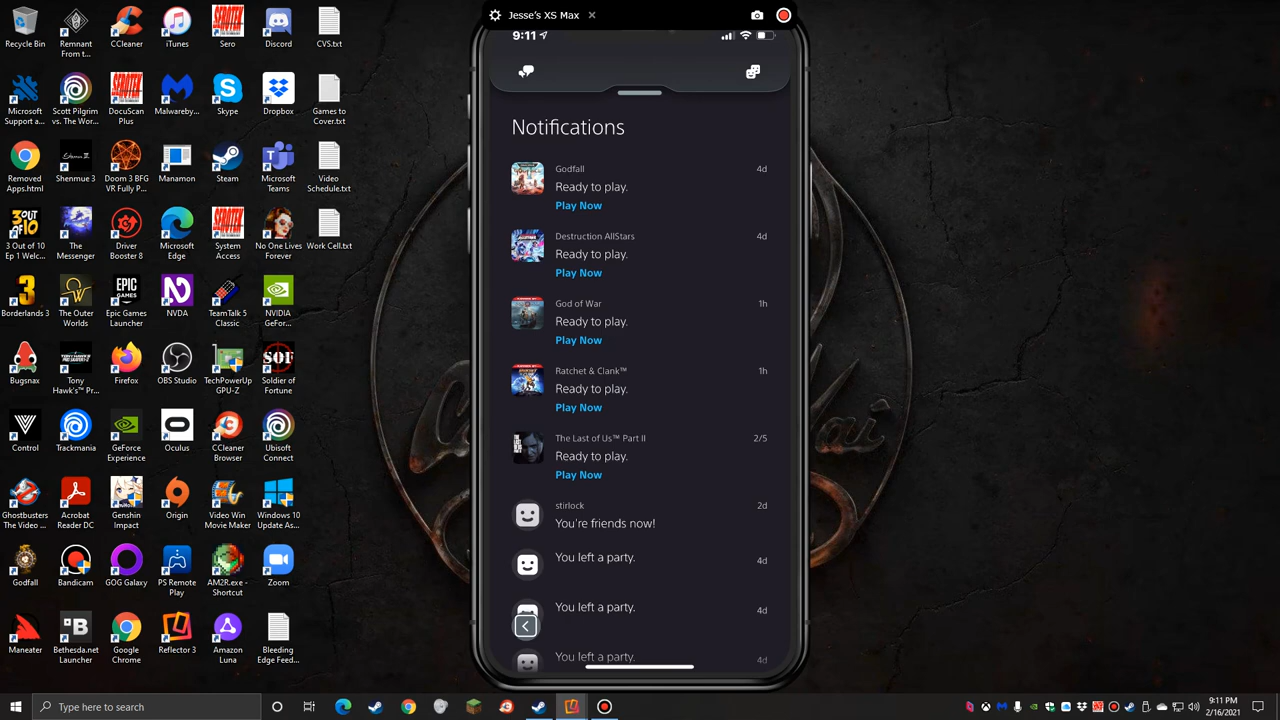 Jesse's XS Max
9:11
Notifications
Godfall 4d
Ready to play.
Play Now
Destruction AllStars 4d
Ready to play.
Play Now
God of War 1h
Ready to play.
Play Now
Ratchet & Clank™ 1h
Ready to play.
Play Now
The Last of Us™ Part II 2/5
Ready to play.
Play Now
stirlock 2d
You're friends now!
You left a party. 4d
You left a party. 4d
You left a party. 4d
Recycle Bin
Remnant
From t...
CCleaner
iTunes
Sero
Discord
CVS.txt
Microsoft
Support a...
Scott Pilgrim
vs. The Wor...
DocuScan
Plus
Malwareby...
Skype
Dropbox
Games to
Cover.txt
Removed
Apps.html
Shenmue 3
Doom 3 BFG
VR Fully P...
Manamon
Steam
Microsoft
Teams
Video
Schedule.txt
3 Out of 10
Ep 1 Welc...
The
Messenger
Driver
Booster 8
Microsoft
Edge
System
Access
No One Lives
Forever
Work Cell.txt
Borderlands 3
The Outer
Worlds
Epic Games
Launcher
NVDA
TeamTalk 5
Classic
NVIDIA
GeFor...
Bugsnax
Tony
Hawk's™ Pr...
Firefox
OBS Studio
TechPowerUp
GPU-Z
Soldier of
Fortune
Control
Trackmania
GeForce
Experience
Oculus
CCleaner
Browser
Ubisoft
Connect
Ghostbusters
The Video ...
Acrobat
Reader DC
Genshin
Impact
Origin
Video Win
Movie Maker
Windows 10
Update As...
Godfall
Bandicam
GOG Galaxy
PS Remote
Play
AM2R.exe -
Shortcut
Zoom
Maneater
Bethesda.net
Launcher
Google
Chrome
Reflector 3
Amazon
Luna
Bleeding
Edge Feed...
Type here to search
9:11 PM
2/16/2021